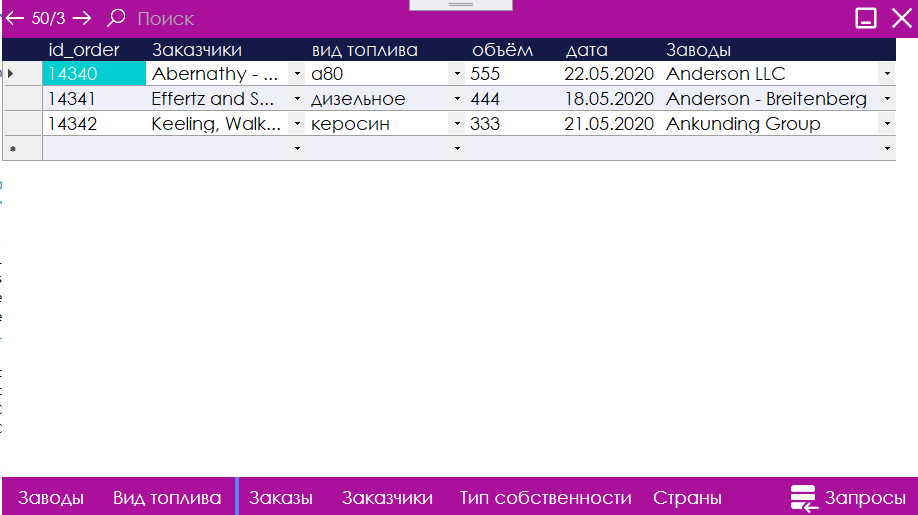 50/3 Поиск
id_order Заказчики вид топлива объём дата Заводы
14340 Abernathy - ... а80 555 22.05.2020 Anderson LLC
14341 Effertz and S... дизельное 444 18.05.2020 Anderson - Breitenberg
14342 Keeling, Walk... керосин 333 21.05.2020 Ankunding Group
Заводы Вид топлива Заказы Заказчики Тип собственности Страны Запросы